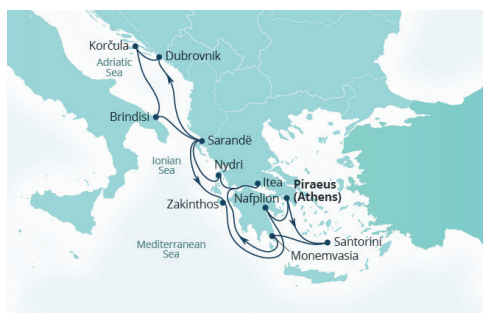 Korčula
Dubrovnik
Adriatic
Sea
Brindisi
Sarandë
Ionian
Sea
Nydri
Itea
Piraeus
(Athens)
Nafplion
Zakinthos
Santorini
Mediterranean
Sea
Monemvasia